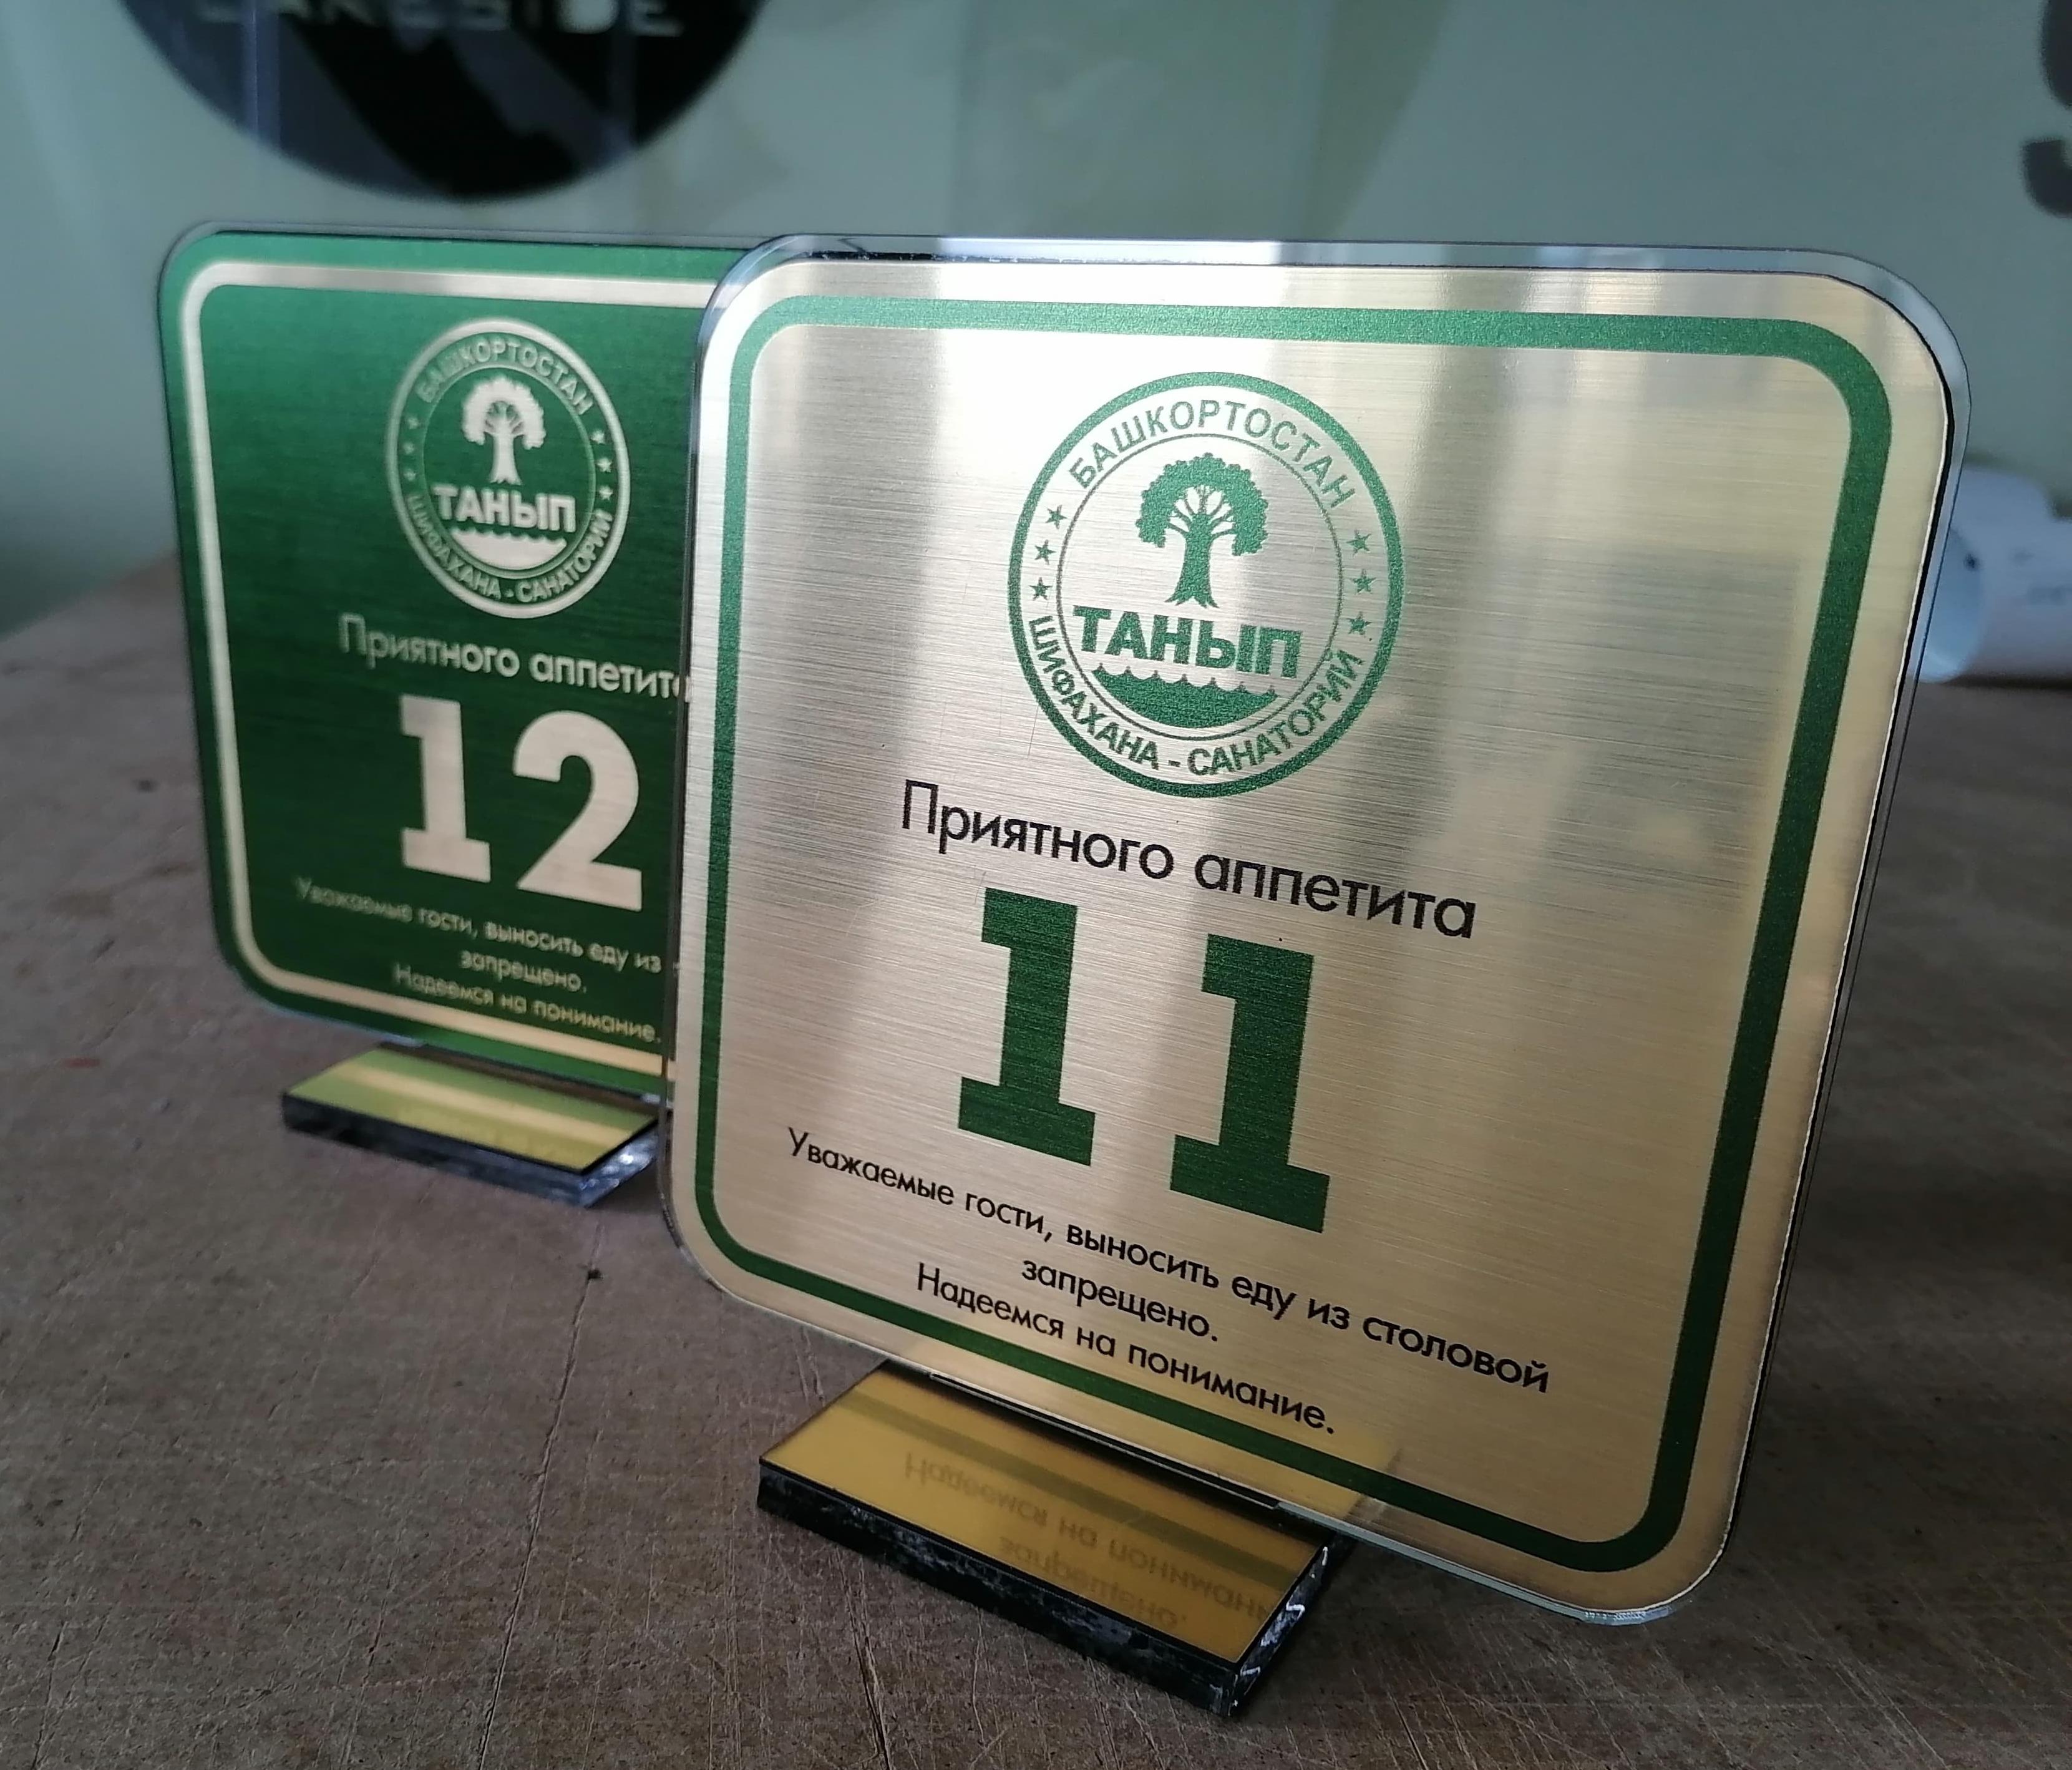 LAKESIDE
БАШКОРТОСТАН
ТАНЫП
ШИФАХАНА - САНАТОРИЙ
Приятного аппетита
12
Уважаемые гости, выносить еду из
запрещено.
Надеемся на понимание.
БАШКОРТОСТАН
ТАНЫП
ШИФАХАНА - САНАТОРИЙ
Приятного аппетита
11
Уважаемые гости, выносить еду из столовой
запрещено.
Надеемся на понимание.